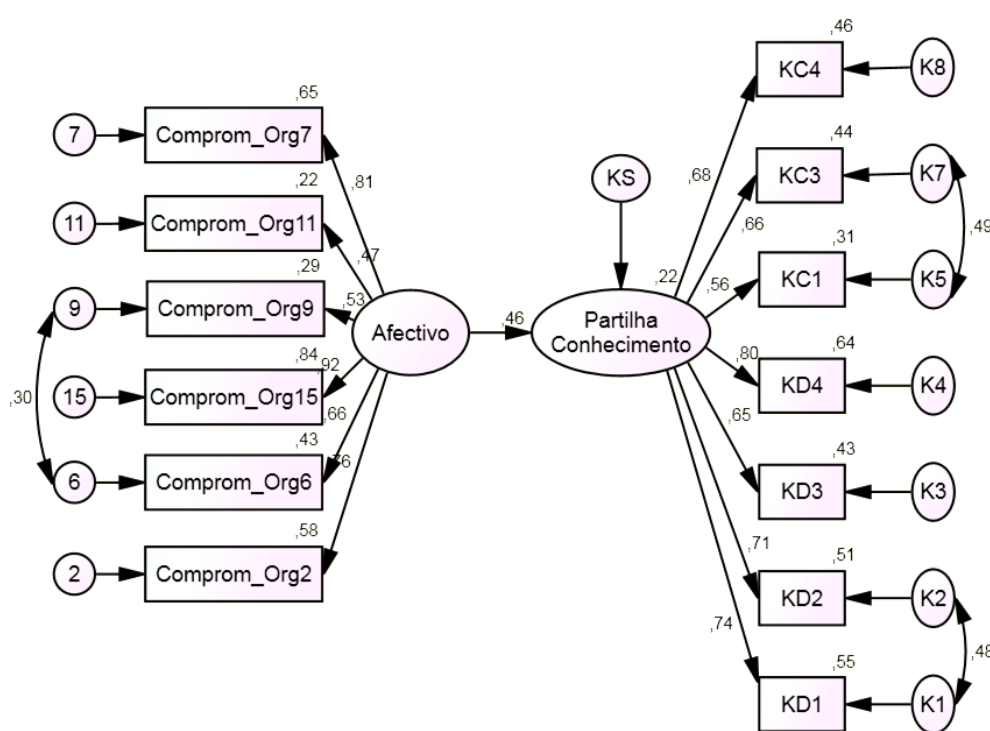 ,65
7
Comprom_Org7
,81
,22
11
Comprom_Org11
,47
,29
9
Comprom_Org9
,53
,30
,84
,92
15
Comprom_Org15
,66
,43
6
Comprom_Org6
,76
,58
2
Comprom_Org2
Afectivo
,46
KS
,22
Partilha
Conhecimento
,46
KC4
K8
,68
,44
KC3
K7
,66
,49
,31
KC1
K5
,56
,64
KD4
K4
,80
,43
KD3
K3
,65
,51
KD2
K2
,71
,48
,55
KD1
K1
,74